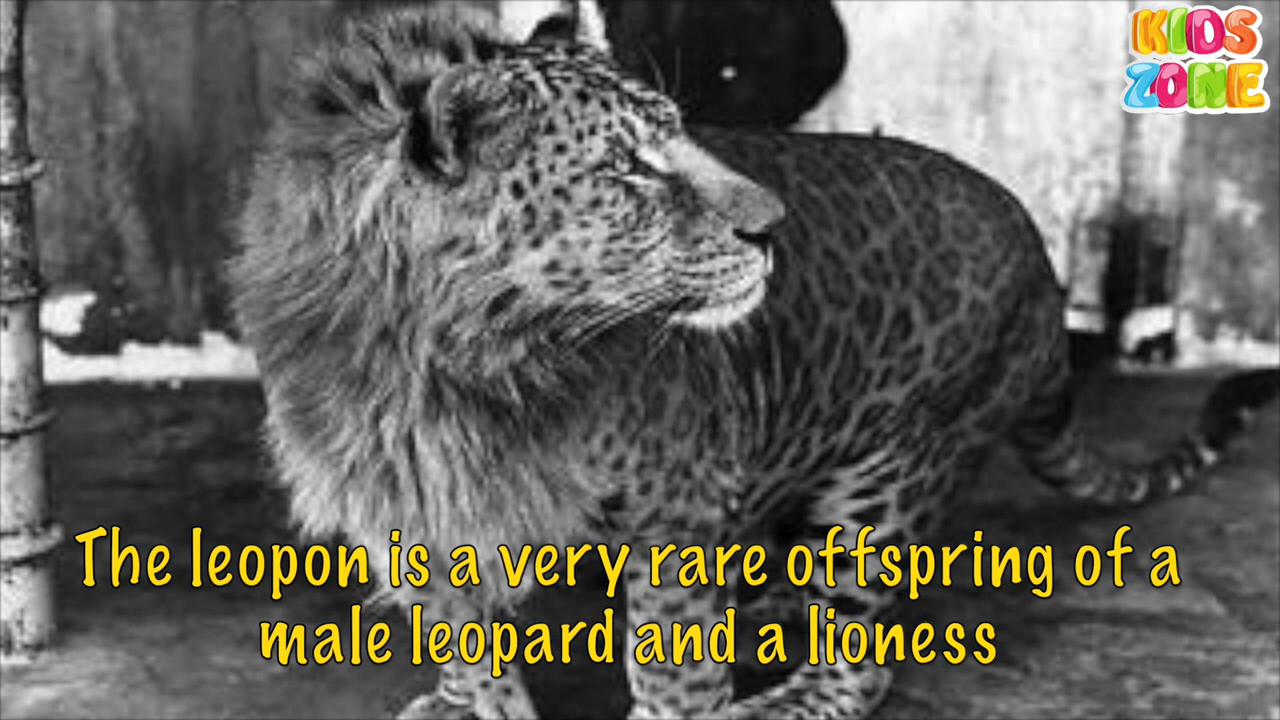 KIDS
ZONE
The leopon is a very rare offspring of a
male leopard and a lioness